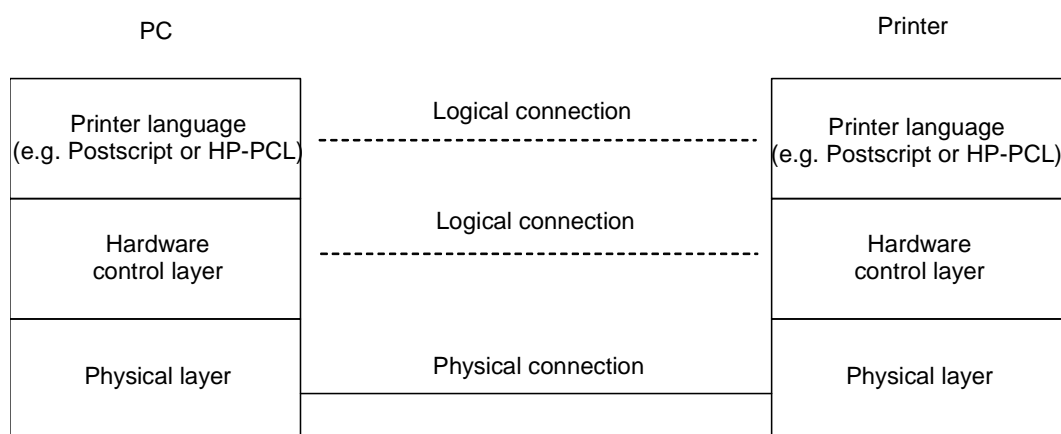 PC
Printer
Printer language
(e.g. Postscript or HP-PCL)
Logical connection
Printer language
(e.g. Postscript or HP-PCL)
Hardware
control layer
Logical connection
Hardware
control layer
Physical layer
Physical connection
Physical layer